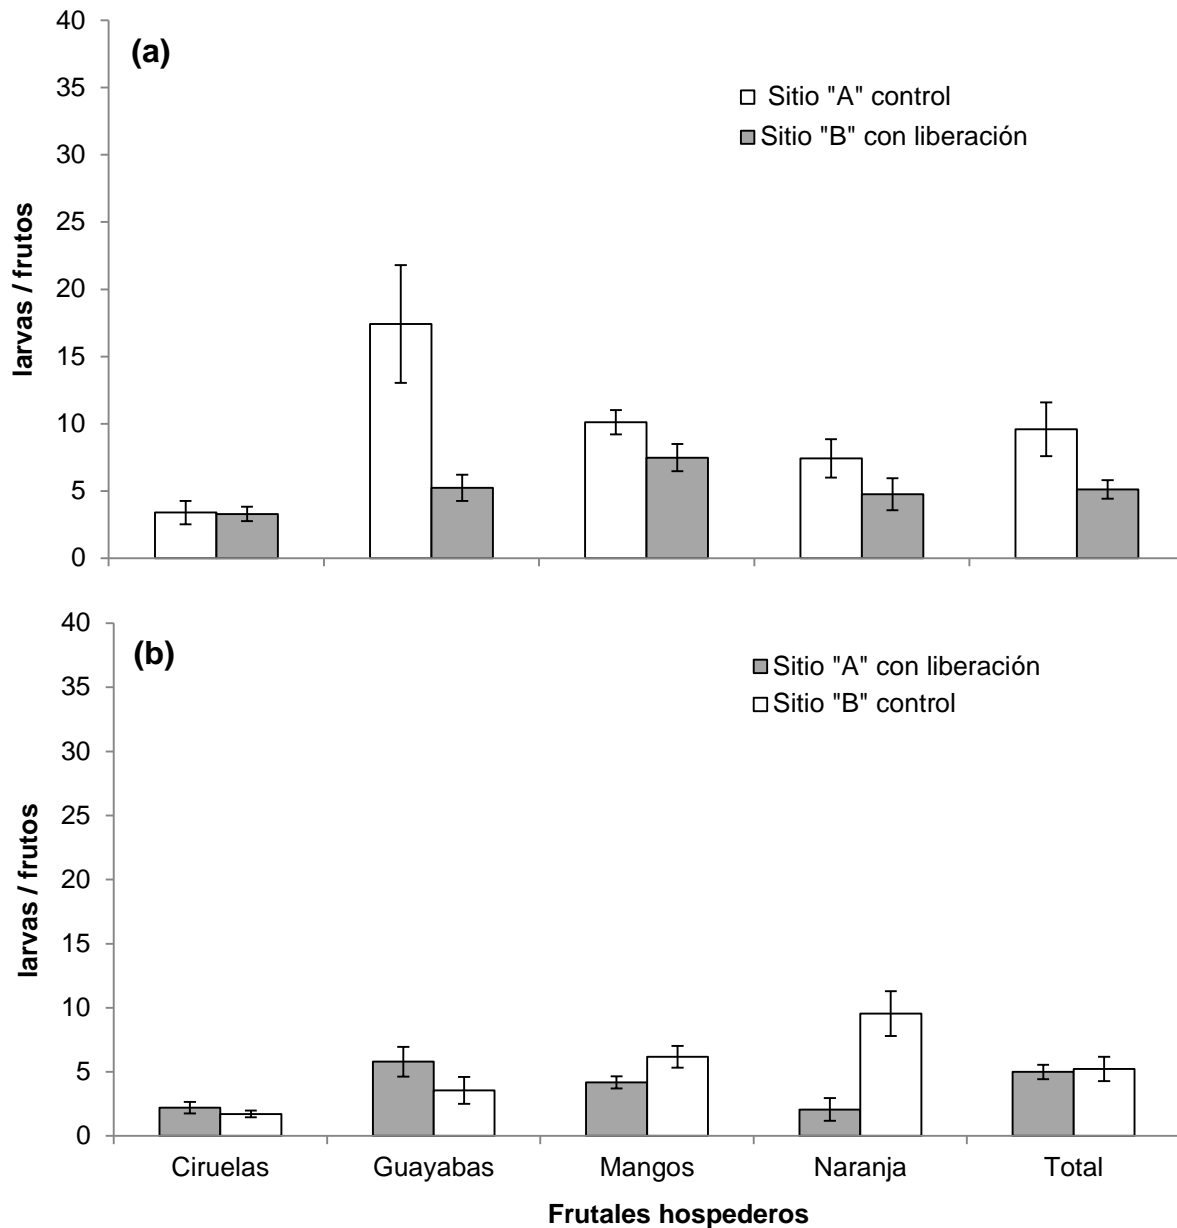 (a)
Sitio "A" control
Sitio "B" con liberación
larvas / frutos
40
35
30
25
20
15
10
5
0
(b)
Sitio "A" con liberación
Sitio "B" control
larvas / frutos
40
35
30
25
20
15
10
5
0
Ciruelas Guayabas Mangos Naranja Total
Frutales hospederos